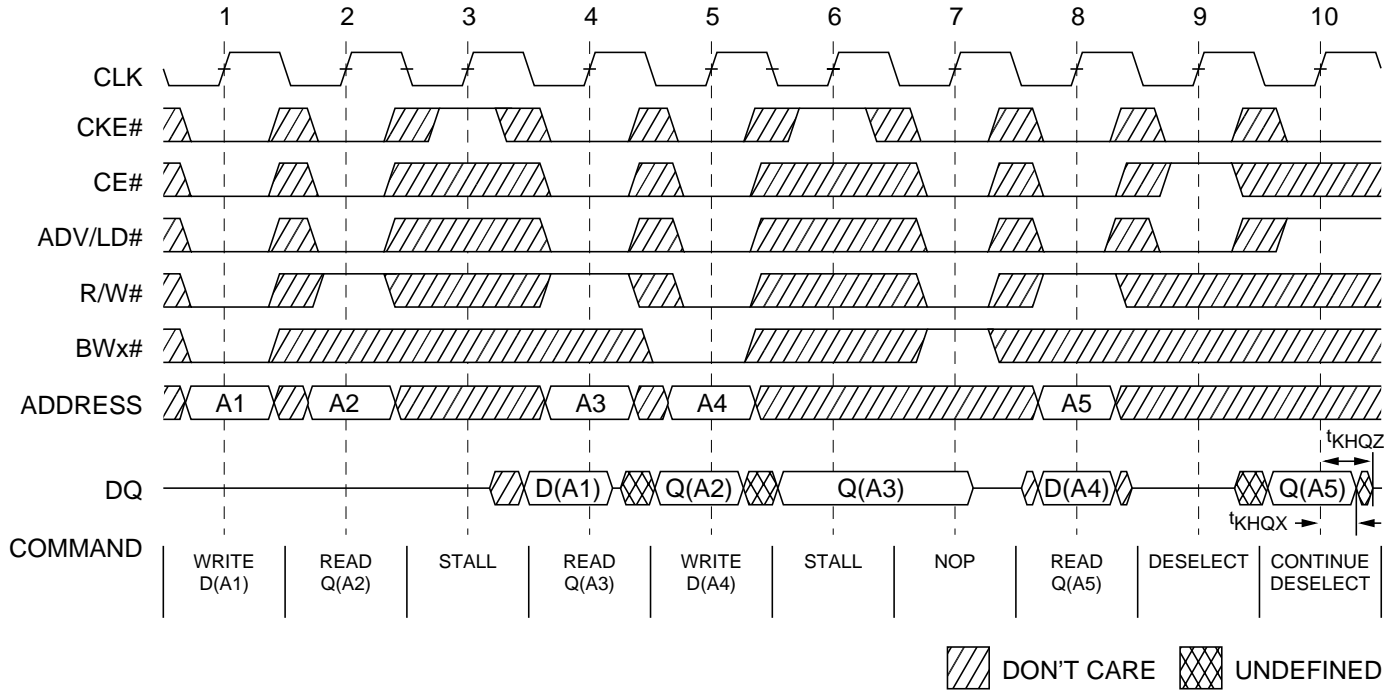 1 2 3 4 5 6 7 8 9 10
CLK
CKE#
CE#
ADV/LD#
R/W#
BWx#
ADDRESS A1 A2 A3 A4 A5
tKHQZ
DQ D(A1) Q(A2) Q(A3) D(A4) Q(A5)
tKHQX
COMMAND
WRITE READ STALL READ WRITE STALL NOP READ DESELECT CONTINUE
D(A1) Q(A2) Q(A3) D(A4) Q(A5) DESELECT
DON'T CARE UNDEFINED